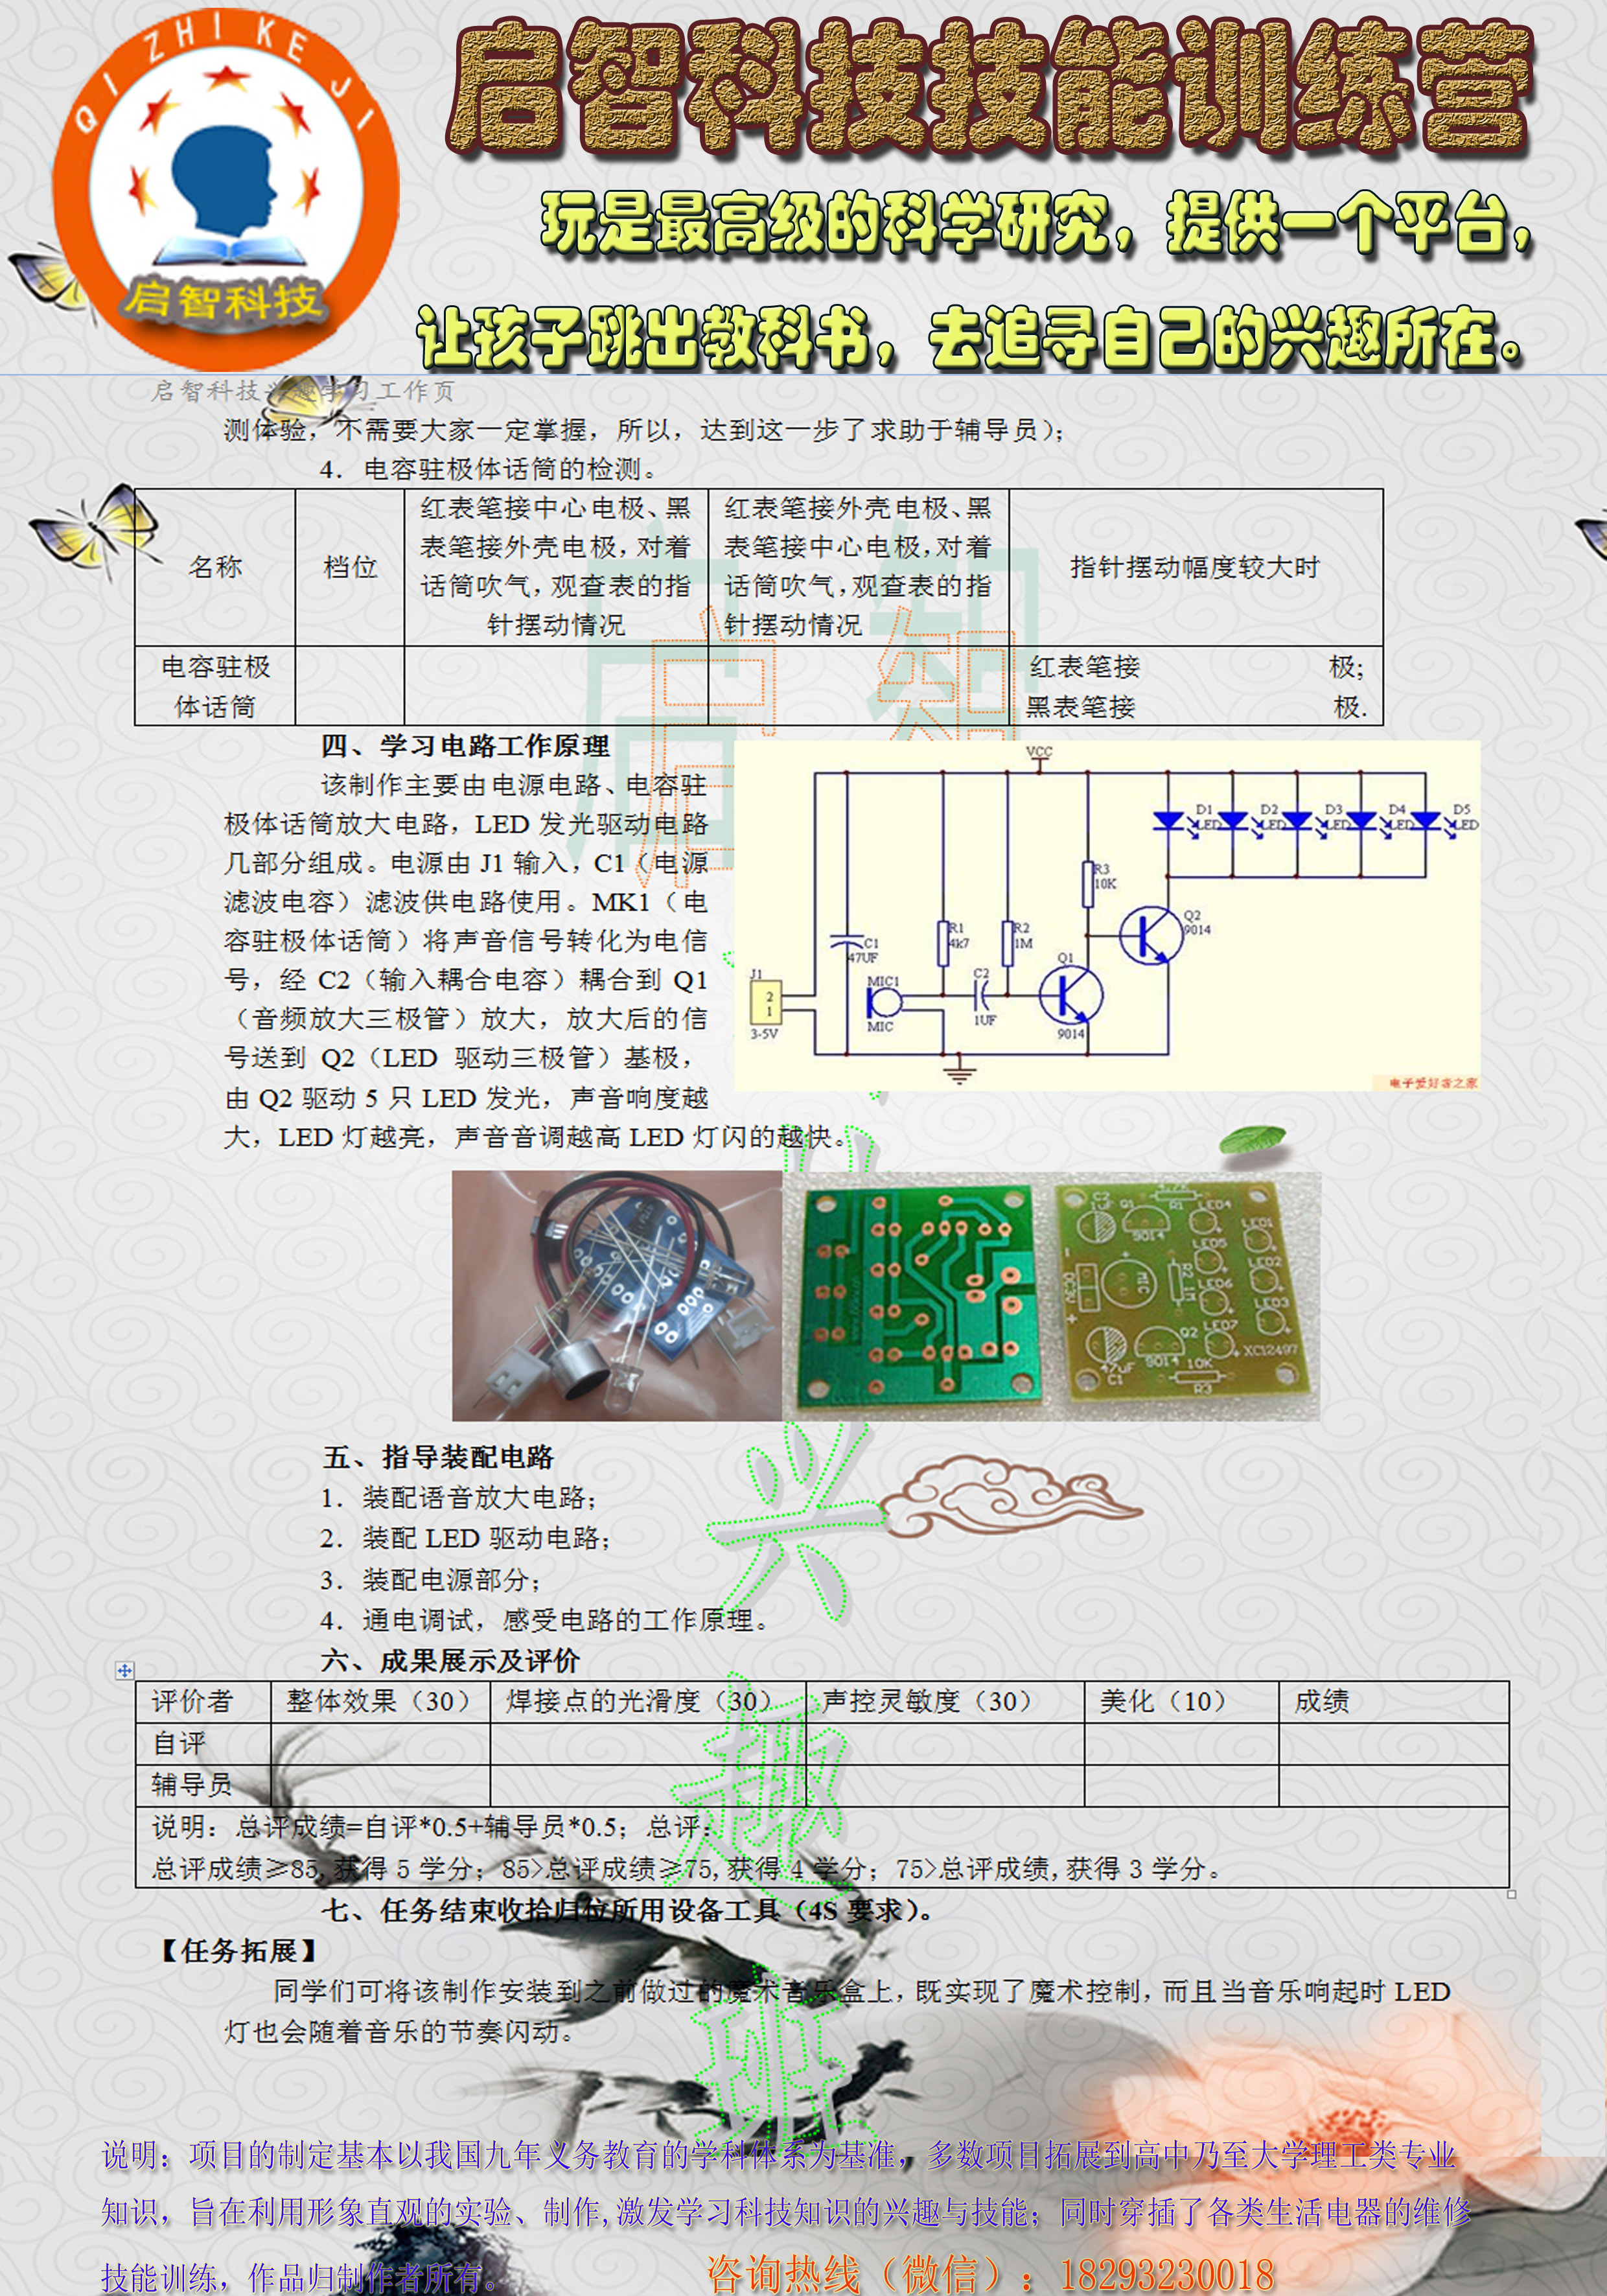 QI ZHI KE JI
启智科技
启智科技技能训练营
玩是最高级的科学研究，提供一个平台，
让孩子跳出教科书，去追寻自己的兴趣所在。
启智科技兴趣学习工作页
测体验，不需要大家一定掌握，所以，达到这一步了求助于辅导员）；
4．电容驻极体话筒的检测。
名称
档位
红表笔接中心电极、黑
表笔接外壳电极，对着
话筒吹气，观查表的指
针摆动情况
红表笔接外壳电极、黑
表笔接中心电极，对着
话筒吹气，观查表的指
针摆动情况
指针摆动幅度较大时
电容驻极
体话筒
红表笔接 极；
黑表笔接 极.
四、学习电路工作原理
该制作主要由电源电路、电容驻
极体话筒放大电路，LED 发光驱动电路
几部分组成。电源由 J1 输入，C1（电源
滤波电容）滤波供电路使用。MK1（电
容驻极体话筒）将声音信号转化为电信
号，经 C2（输入耦合电容）耦合到 Q1
（音频放大三极管）放大，放大后的信
号送到 Q2（LED 驱动三极管）基极，
由 Q2 驱动 5 只 LED 发光，声音响度越
大，LED 灯越亮，声音音调越高 LED 灯闪的越快。
VCC
D1
LED
D2
LED
D3
LED
D4
LED
D5
LED
R3
10K
Q2
9014
R1
4k7
R2
1M
C1
47UF
Q1
9014
J1
2
1
3-5V
MIC1
MIC
C2
1UF
电子爱好者之家
C2
1uF
Q1
9014
R1
LED4
LED1
LED5
LED2
MIC
R2 1M
LED6
LED3
DC3V
LED7
Q2
9014
47uF
C1
10K
R3
XC12497
五、指导装配电路
1．装配语音放大电路；
2．装配 LED 驱动电路；
3．装配电源部分；
4．通电调试，感受电路的工作原理。
六、成果展示及评价
评价者 整体效果（30） 焊接点的光滑度（30） 声控灵敏度（30） 美化（10） 成绩
自评
辅导员
说明：总评成绩=自评*0.5+辅导员*0.5；总评：
总评成绩≥85,获得 5 学分；85>总评成绩≥75,获得 4 学分；75>总评成绩,获得 3 学分。
七、任务结束收拾归位所用设备工具（4S 要求）。
【任务拓展】
同学们可将该制作安装到之前做过的魔术音乐盒上，既实现了魔术控制，而且当音乐响起时 LED
灯也会随着音乐的节奏闪动。
启智
兴趣班
说明：项目的制定基本以我国九年义务教育的学科体系为基准，多数项目拓展到高中乃至大学理工类专业
知识，旨在利用形象直观的实验、制作,激发学习科技知识的兴趣与技能；同时穿插了各类生活电器的维修
技能训练，作品归制作者所有。
咨询热线（微信）：18293230018